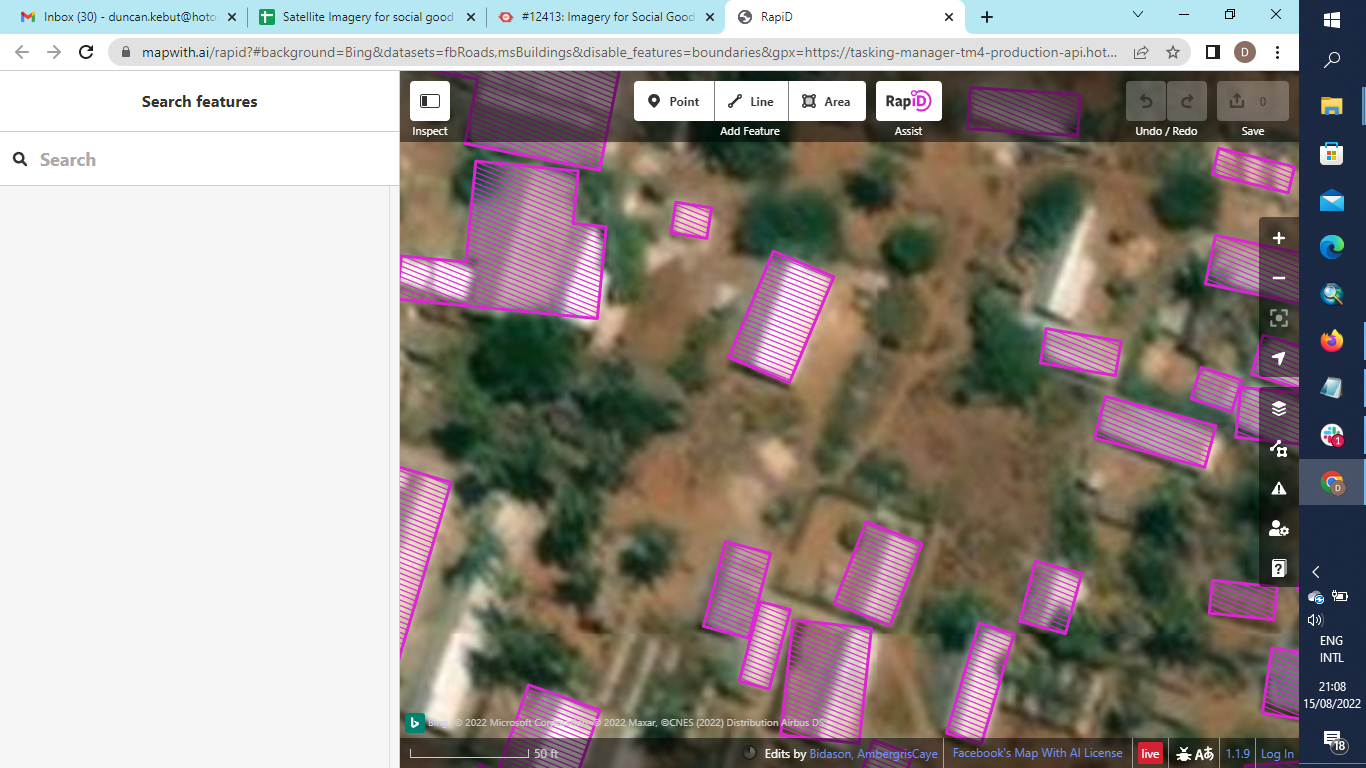 Inbox (30) - duncan.kebut@hoto
Satellite Imagery for social good
#12413: Imagery for Social Good
RapiD
mapwith.ai/rapid?#background=Bing&datasets=fbRoads,msBuildings&disable_features=boundaries&gpx=https://tasking-manager-tm4-production-api.hot...
D
Search features
Search
Inspect
Point
Line
Area
Add Feature
RapiD
Assist
Undo / Redo
0
Save
© 2022 Microsoft © 2022 Maxar, ©CNES (2022) Distribution Airbus DS
50 ft
Edits by Bidason, AmbergrisCaye
Facebook's Map With AI License
live
1.1.9
Log In
1
D
ENG
INTL
21:08
15/08/2022
18